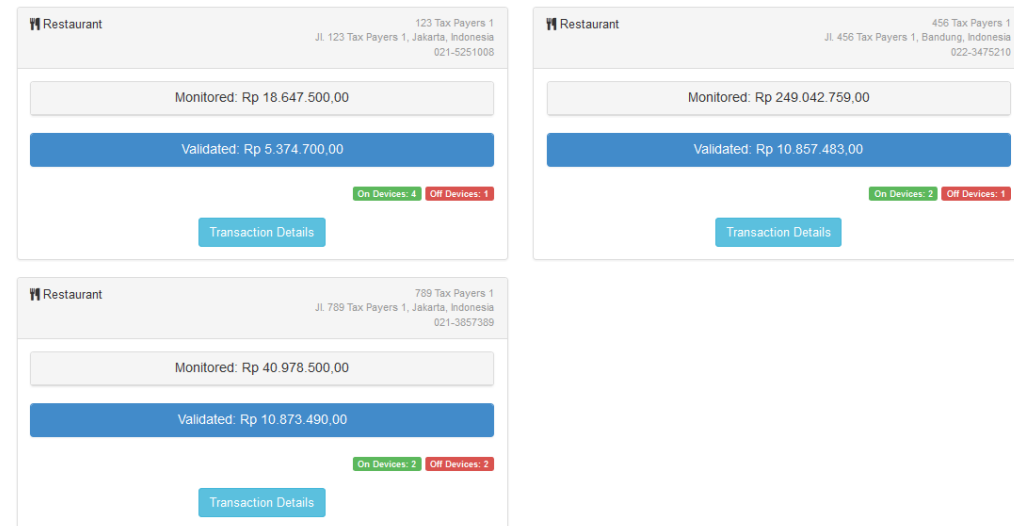 Restaurant
123 Tax Payers 1
Jl. 123 Tax Payers 1, Jakarta, Indonesia
021-5251008
Monitored: Rp 18.647.500,00
Validated: Rp 5.374.700,00
On Devices: 4 Off Devices: 1
Transaction Details
Restaurant
456 Tax Payers 1
Jl. 456 Tax Payers 1, Bandung, Indonesia
022-3475210
Monitored: Rp 249.042.759,00
Validated: Rp 10.857.483,00
On Devices: 2 Off Devices: 1
Transaction Details
Restaurant
789 Tax Payers 1
Jl. 789 Tax Payers 1, Jakarta, Indonesia
021-3857389
Monitored: Rp 40.978.500,00
Validated: Rp 10.873.490,00
On Devices: 2 Off Devices: 2
Transaction Details